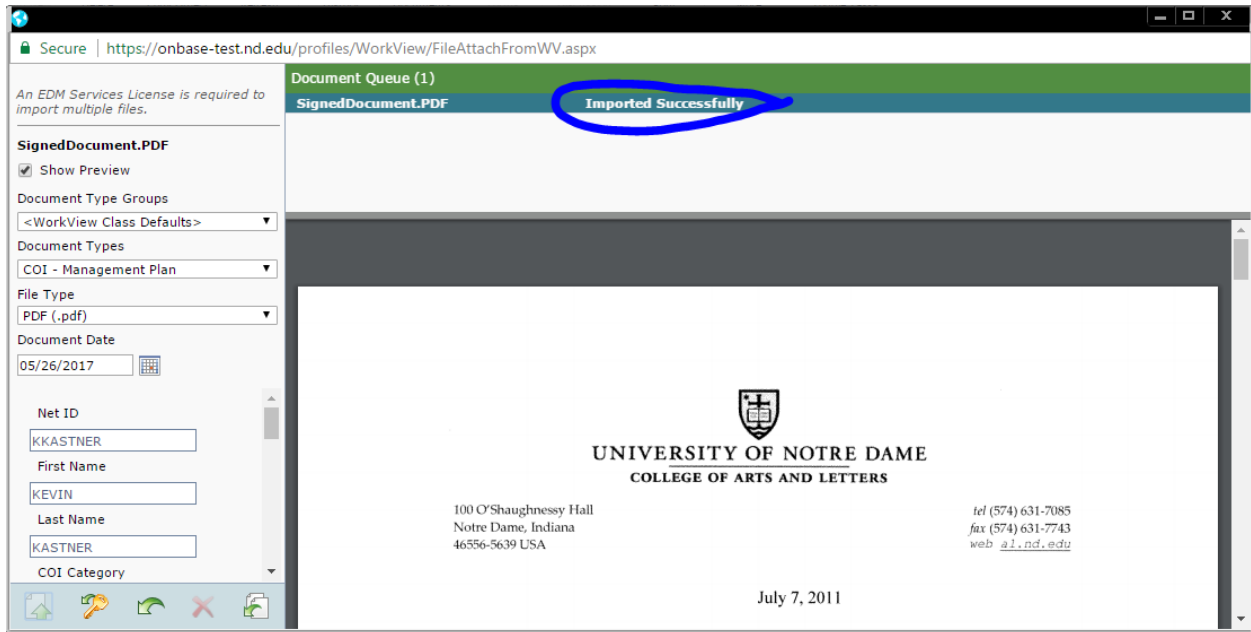 Secure | https://onbase-test.nd.edu/profiles/WorkView/FileAttachFromWV.aspx
An EDM Services License is required to
import multiple files.
SignedDocument.PDF
Show Preview
Document Type Groups
<WorkView Class Defaults>
Document Types
COI - Management Plan
File Type
PDF (.pdf)
Document Date
05/26/2017
Net ID
KKASTNER
First Name
KEVIN
Last Name
KASTNER
COI Category
Document Queue (1)
SignedDocument.PDF Imported Successfully
UNIVERSITY OF NOTRE DAME
COLLEGE OF ARTS AND LETTERS
100 O'Shaughnessy Hall
Notre Dame, Indiana
46556-5639 USA
tel (574) 631-7085
fax (574) 631-7743
web al.nd.edu
July 7, 2011